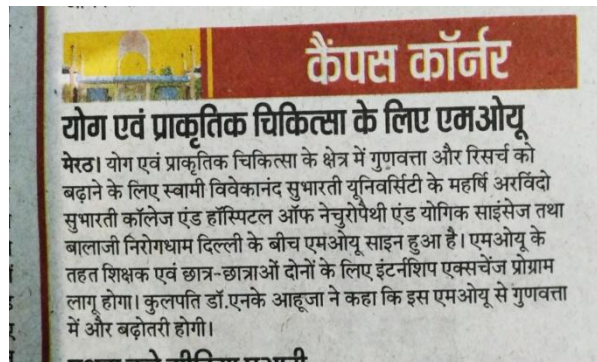 कैंपस कॉर्नर
योग एवं प्राकृतिक चिकित्सा के लिए एमओयू
मेरठ। योग एवं प्राकृतिक चिकित्सा के क्षेत्र में गुणवत्ता और रिसर्च को
बढ़ाने के लिए स्वामी विवेकानंद सुभारती यूनिवर्सिटी के महर्षि अरविंदो
सुभारती कॉलेज एंड हॉस्पिटल ऑफ नेचुरोपैथी एंड योगिक साइंसेज तथा
बालाजी निरोगधाम दिल्ली के बीच एमओयू साइन हुआ है। एमओयू के
तहत शिक्षक एवं छात्र-छात्राओं दोनों के लिए इंटर्नशिप एक्सचेंज प्रोग्राम
लागू होगा। कुलपति डॉ.एनके आहूजा ने कहा कि इस एमओयू से गुणवत्ता
में और बढ़ोतरी होगी।